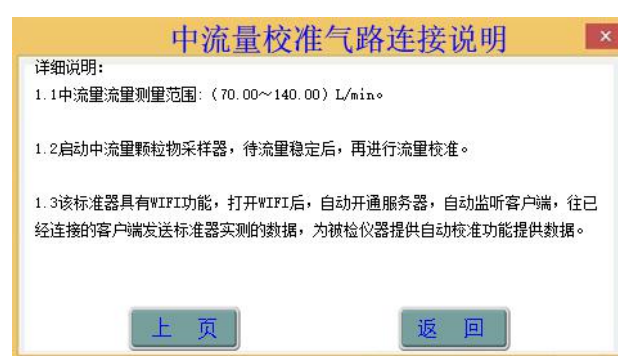 中流量校准气路连接说明
×
详细说明:
1.1中流里流里测里范围:（70.00～140.00）L/min。
1.2启动中流里颗粒物采样器，待流里稳定后，再进行流里校准。
1.3该标准器具有WIFI功能，打开WIFI后，自动开通服务器，自动监听客户端，往已
经连接的客户端发送标准器实测的数据，为被检仪器提供自动校准功能提供数据。
上 页
返 回